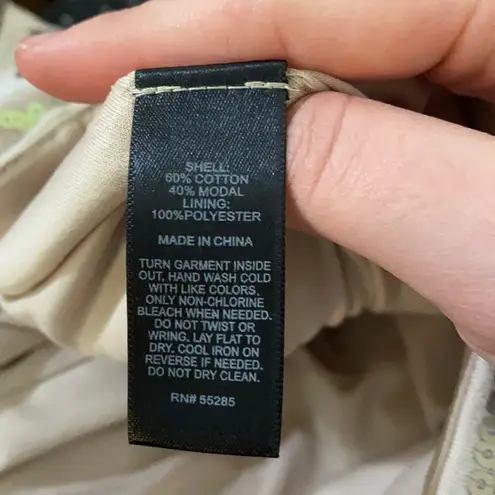 SHELL:
60% COTTON
40% MODAL
LINING:
100%POLYESTER
MADE IN CHINA
TURN GARMENT INSIDE
OUT, HAND WASH COLD
WITH LIKE COLORS.
ONLY NON-CHLORINE
BLEACH WHEN NEEDED.
DO NOT TWIST OR
WRING. LAY FLAT TO
DRY. COOL IRON ON
REVERSE IF NEEDED.
DO NOT DRY CLEAN.
RN# 55285